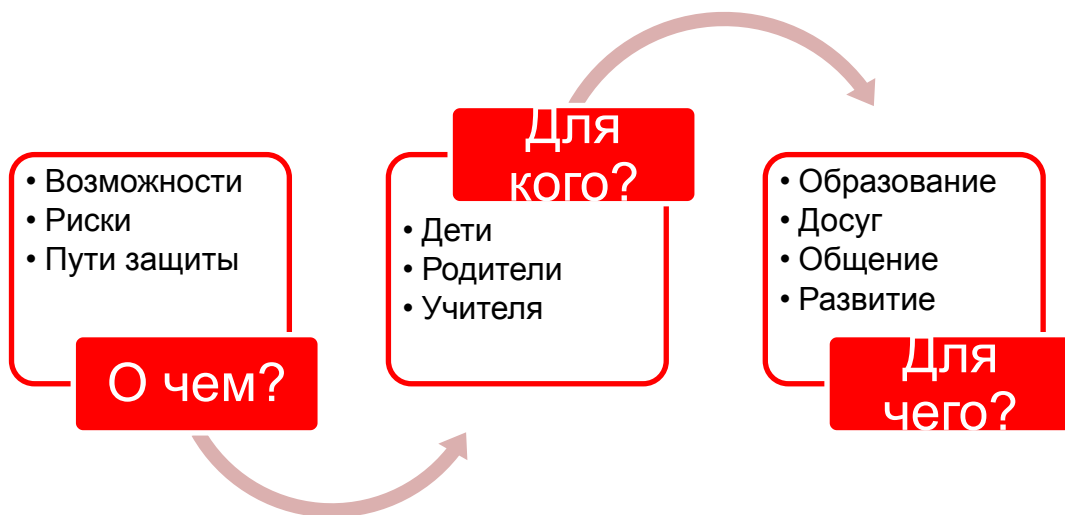 • Возможности
• Риски
• Пути защиты
О чем?
Для
кого?
• Дети
• Родители
• Учителя
• Образование
• Досуг
• Общение
• Развитие
Для
чего?